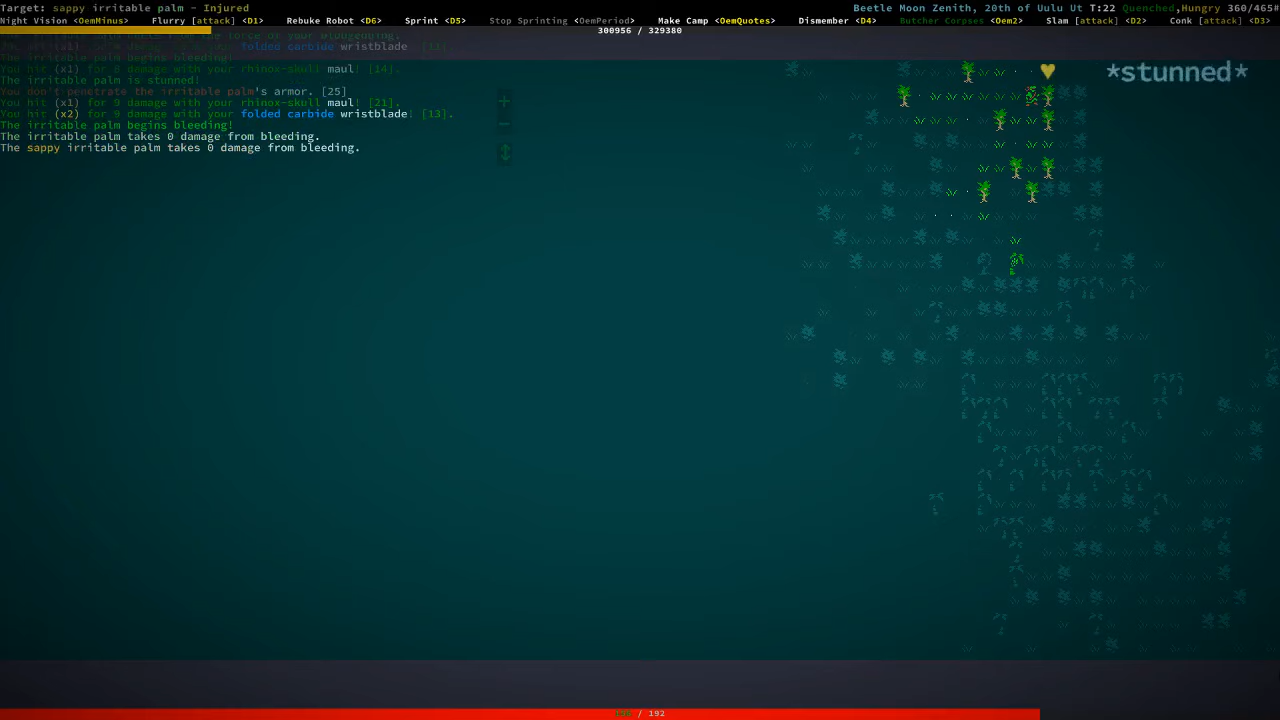 Target: sappy irritable palm - Injured
Beetle Moon Zenith, 20th of Uulu Ut T:22 Quenched,Hungry 360/465#
Night Vision <OemMinus> Flurry [attack] <D1> Rebuke Robot <D6> Sprint <D5> Stop Sprinting <OemPeriod> Make Camp <OemQuotes> Dismember <D4> Butcher Corpses <Oem2> Slam [attack] <D2> Conk [attack] <D3>
300956 / 329380
folded carbide wristblade [13]
The irritable palm begins bleeding!
You hit (x1) for 8 damage with your rhinox-skull maul! [14].
The irritable palm is stunned!
You don't penetrate the irritable palm's armor. [25]
You hit (x1) for 9 damage with your rhinox-skull maul! [21].
You hit (x2) for 9 damage with your folded carbide wristblade! [13].
The irritable palm begins bleeding!
The irritable palm takes 0 damage from bleeding.
The sappy irritable palm takes 0 damage from bleeding.
*stunned*
/ 192